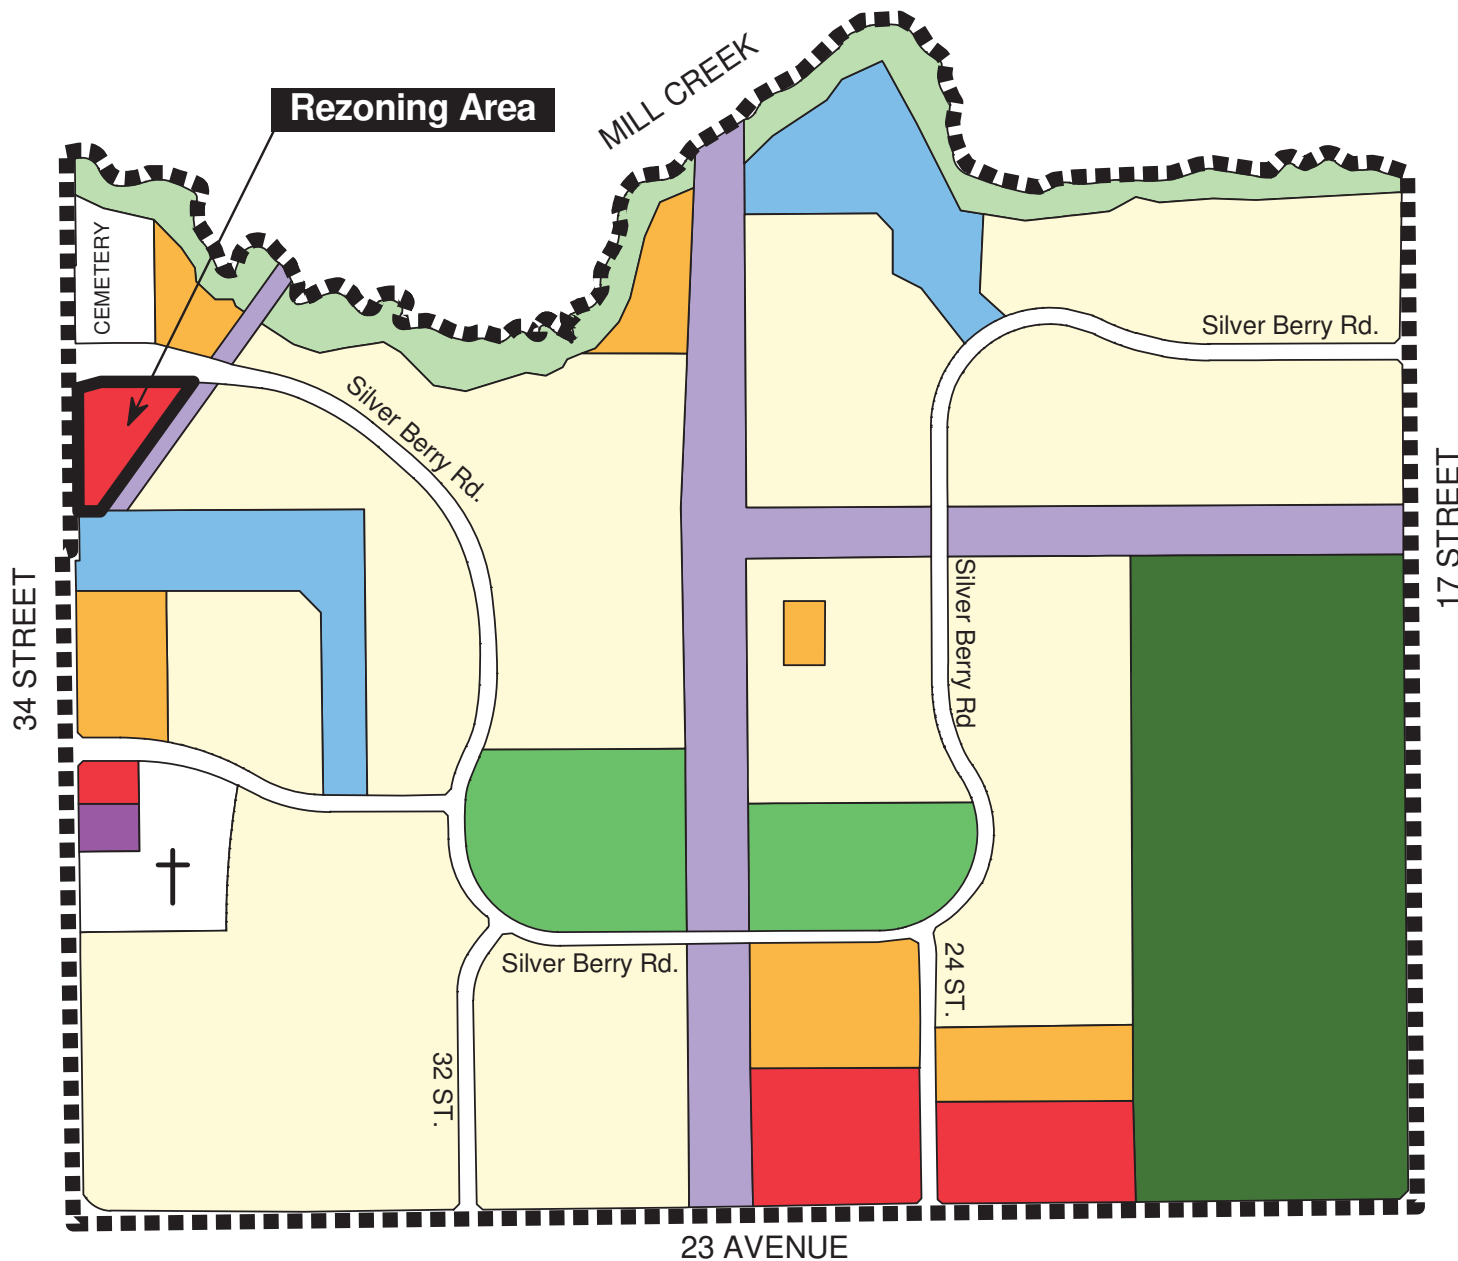 MILL CREEK
Rezoning Area
CEMETERY
Silver Berry Rd.
Silver Berry Rd.
17 STREET
34 STREET
Silver Berry Rd
Silver Berry Rd.
24 ST.
32 ST.
23 AVENUE